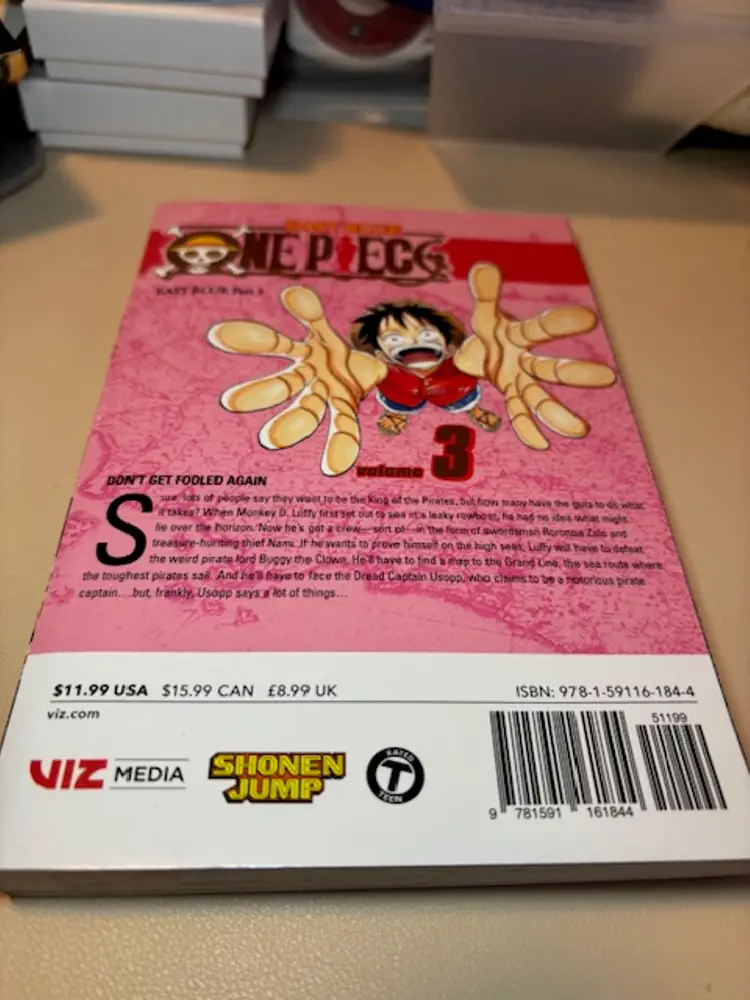 EAST BLUE
ONE PIECE
EAST BLUE Part 3
volume 3
DON'T GET FOOLED AGAIN
Sure, lots of people say they want to be the King of the Pirates, but how many have the guts to do what
it takes? When Monkey D. Luffy first set out to sea in a leaky rowboat, he had no idea what might
lie over the horizon. Now he's got a crew—sort of—in the form of swordsman Roronoa Zolo and
treasure-hunting thief Nami. If he wants to prove himself on the high seas, Luffy will have to defeat
the weird pirate lord Buggy the Clown. He'll have to find a map to the Grand Line, the sea route where
the toughest pirates sail. And he'll have to face the Dread Captain Usopp, who claims to be a notorious pirate
captain...but, frankly, Usopp says a lot of things...
$11.99 USA $15.99 CAN £8.99 UK
ISBN: 978-1-59116-184-4
viz.com
51199
VIZ MEDIA
SHONEN
JUMP
RATED
T
TEEN
9 781591 161844